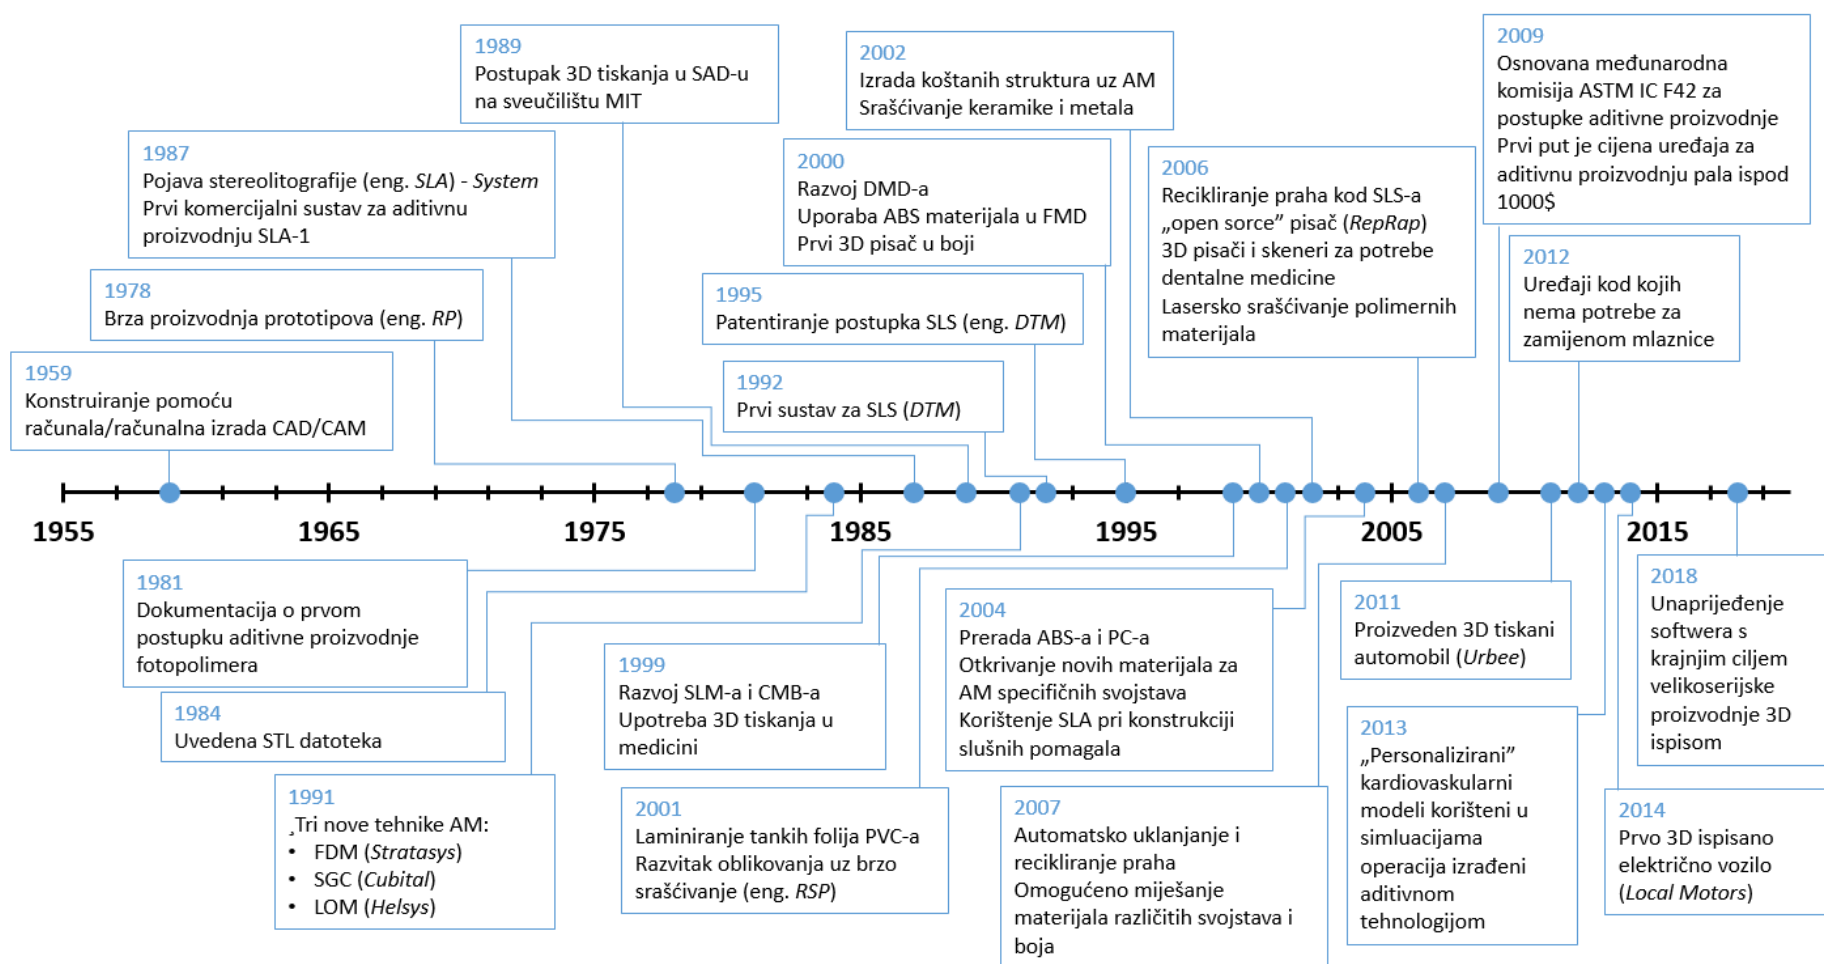 1989
Postupak 3D tiskanja u SAD-u
na sveučilištu MIT
2002
Izrada koštanih struktura uz AM
Srašćivanje keramike i metala
2009
Osnovana međunarodna
komisija ASTM IC F42 za
postupke aditivne proizvodnje
Prvi put je cijena uređaja za
aditivnu proizvodnju pala ispod
1000$
1987
Pojava stereolitografije (eng. SLA) - System
Prvi komercijalni sustav za aditivnu
proizvodnju SLA-1
2000
Razvoj DMD-a
Uporaba ABS materijala u FMD
Prvi 3D pisač u boji
2006
Recikliranje praha kod SLS-a
„open sorce” pisač (RepRap)
3D pisači i skeneri za potrebe
dentalne medicine
Lasersko srašćivanje polimernih
materijala
2012
Uređaji kod kojih
nema potrebe za
zamijenom mlaznice
1978
Brza proizvodnja prototipova (eng. RP)
1995
Patentiranje postupka SLS (eng. DTM)
1959
Konstruiranje pomoću
računala/računalna izrada CAD/CAM
1992
Prvi sustav za SLS (DTM)
1955
1965
1975
1985
1995
2005
2015
1981
Dokumentacija o prvom
postupku aditivne proizvodnje
fotopolimera
1984
Uvedena STL datoteka
1991
¸Tri nove tehnike AM:
• FDM (Stratasys)
• SGC (Cubital)
• LOM (Helsys)
1999
Razvoj SLM-a i CMB-a
Upotreba 3D tiskanja u
medicini
2001
Laminiranje tankih folija PVC-a
Razvitak oblikovanja uz brzo
srašćivanje (eng. RSP)
2004
Prerada ABS-a i PC-a
Otkrivanje novih materijala za
AM specifičnih svojstava
Korištenje SLA pri konstrukciji
slušnih pomagala
2007
Automatsko uklanjanje i
recikliranje praha
Omogućeno miješanje
materijala različitih svojstava i
boja
2011
Proizveden 3D tiskani
automobil (Urbee)
2013
„Personalizirani”
kardiovaskularni
modeli korišteni u
simluacijama
operacija izrađeni
aditivnom
tehnologijom
2018
Unaprijeđenje
softwera s
krajnjim ciljem
velikoserijske
proizvodnje 3D
ispisom
2014
Prvo 3D ispisano
električno vozilo
(Local Motors)